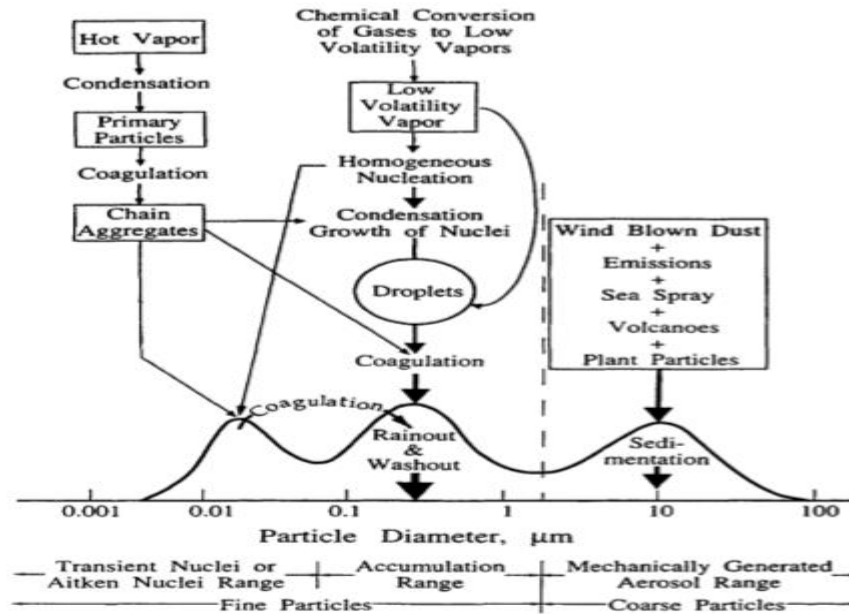 Hot Vapor
Condensation
Primary
Particles
Coagulation
Chain
Aggregates
Chemical Conversion
of Gases to Low
Volatility Vapors
Low
Volatility
Vapor
Homogeneous
Nucleation
Condensation
Growth of Nuclei
Droplets
Coagulation
Wind Blown Dust
+
Emissions
+
Sea Spray
+
Volcanoes
+
Plant Particles
Coagulation
Rainout
&
Washout
Sedi-
mentation
0.001 0.01 0.1 1 10 100
Particle Diameter, μm
Transient Nuclei or
Aitken Nuclei Range
Accumulation
Range
Mechanically Generated
Aerosol Range
Fine Particles
Coarse Particles